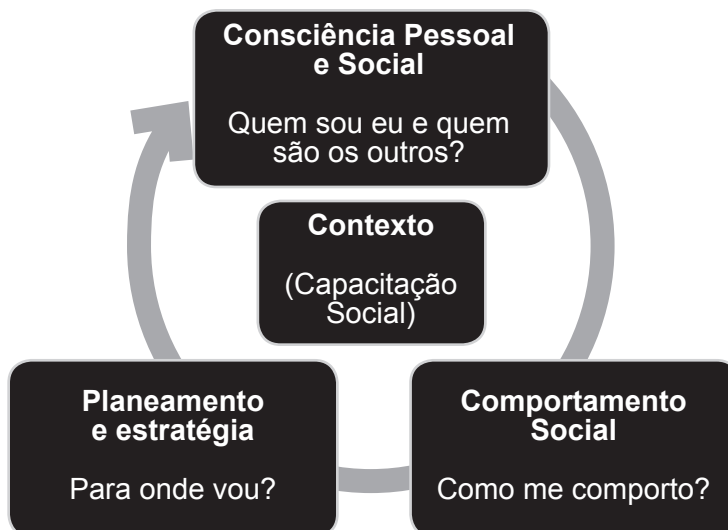 Consciência Pessoal
e Social
Quem sou eu e quem
são os outros?
Contexto
(Capacitação
Social)
Planeamento
e estratégia
Para onde vou?
Comportamento
Social
Como me comporto?